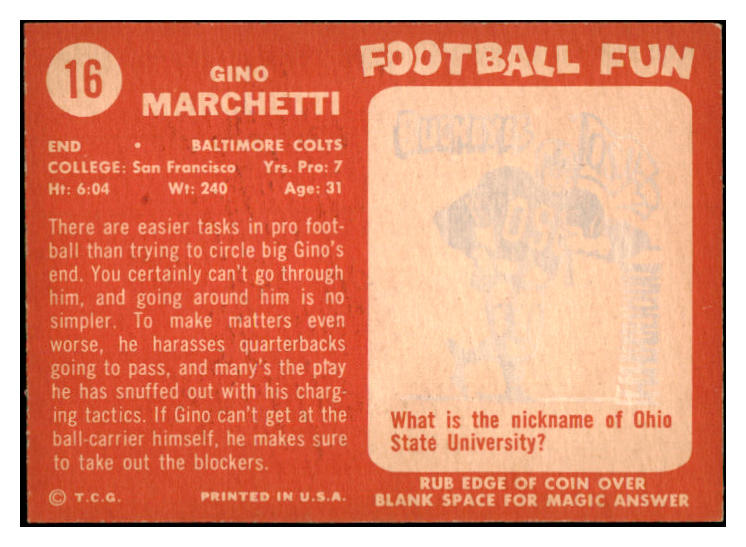 16
GINO
MARCHETTI
END • BALTIMORE COLTS
COLLEGE: San Francisco Yrs. Pro: 7
Ht: 6:04 Wt: 240 Age: 31
There are easier tasks in pro foot-
ball than trying to circle big Gino's
end. You certainly can't go through
him, and going around him is no
simpler. To make matters even
worse, he harasses quarterbacks
going to pass, and many's the play
he has snuffed out with his charg-
ing tactics. If Gino can't get at the
ball-carrier himself, he makes sure
to take out the blockers.
© T.C.G. PRINTED IN U.S.A.
FOOTBALL FUN
What is the nickname of Ohio
State University?
RUB EDGE OF COIN OVER
BLANK SPACE FOR MAGIC ANSWER